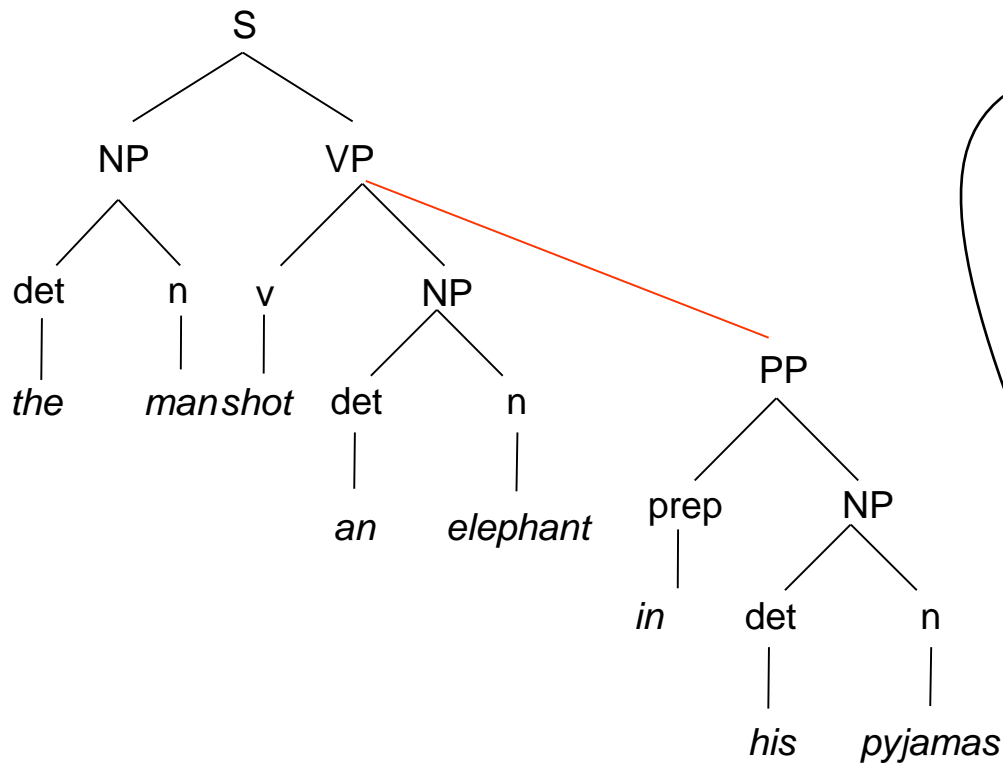 S
NP VP
det n v NP
PP
the man shot det n
prep NP
an elephant
in det n
his pyjamas